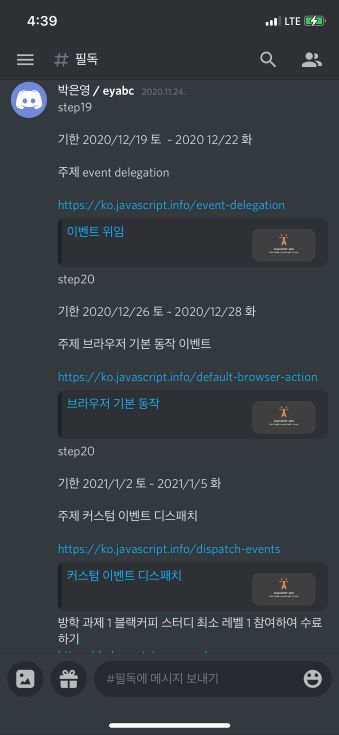 4:39
LTE
# 필독
박은영 / eyabc 2020.11.24.
step19
기한 2020/12/19 토 ~ 2020 12/22 화
주제 event delegation
https://ko.javascript.info/event-delegation
이벤트 위임
step20
기한 2020/12/26 토 ~ 2020/12/28 화
주제 브라우저 기본 동작 이벤트
https://ko.javascript.info/default-browser-action
브라우저 기본 동작
step20
기한 2021/1/2 토 ~ 2021/1/5 화
주제 커스텀 이벤트 디스패치
https://ko.javascript.info/dispatch-events
커스텀 이벤트 디스패치
방학 과제 1 블랙커피 스터디 최소 레벨 1 참여하여 수료
하기
#필독에 메시지 보내기